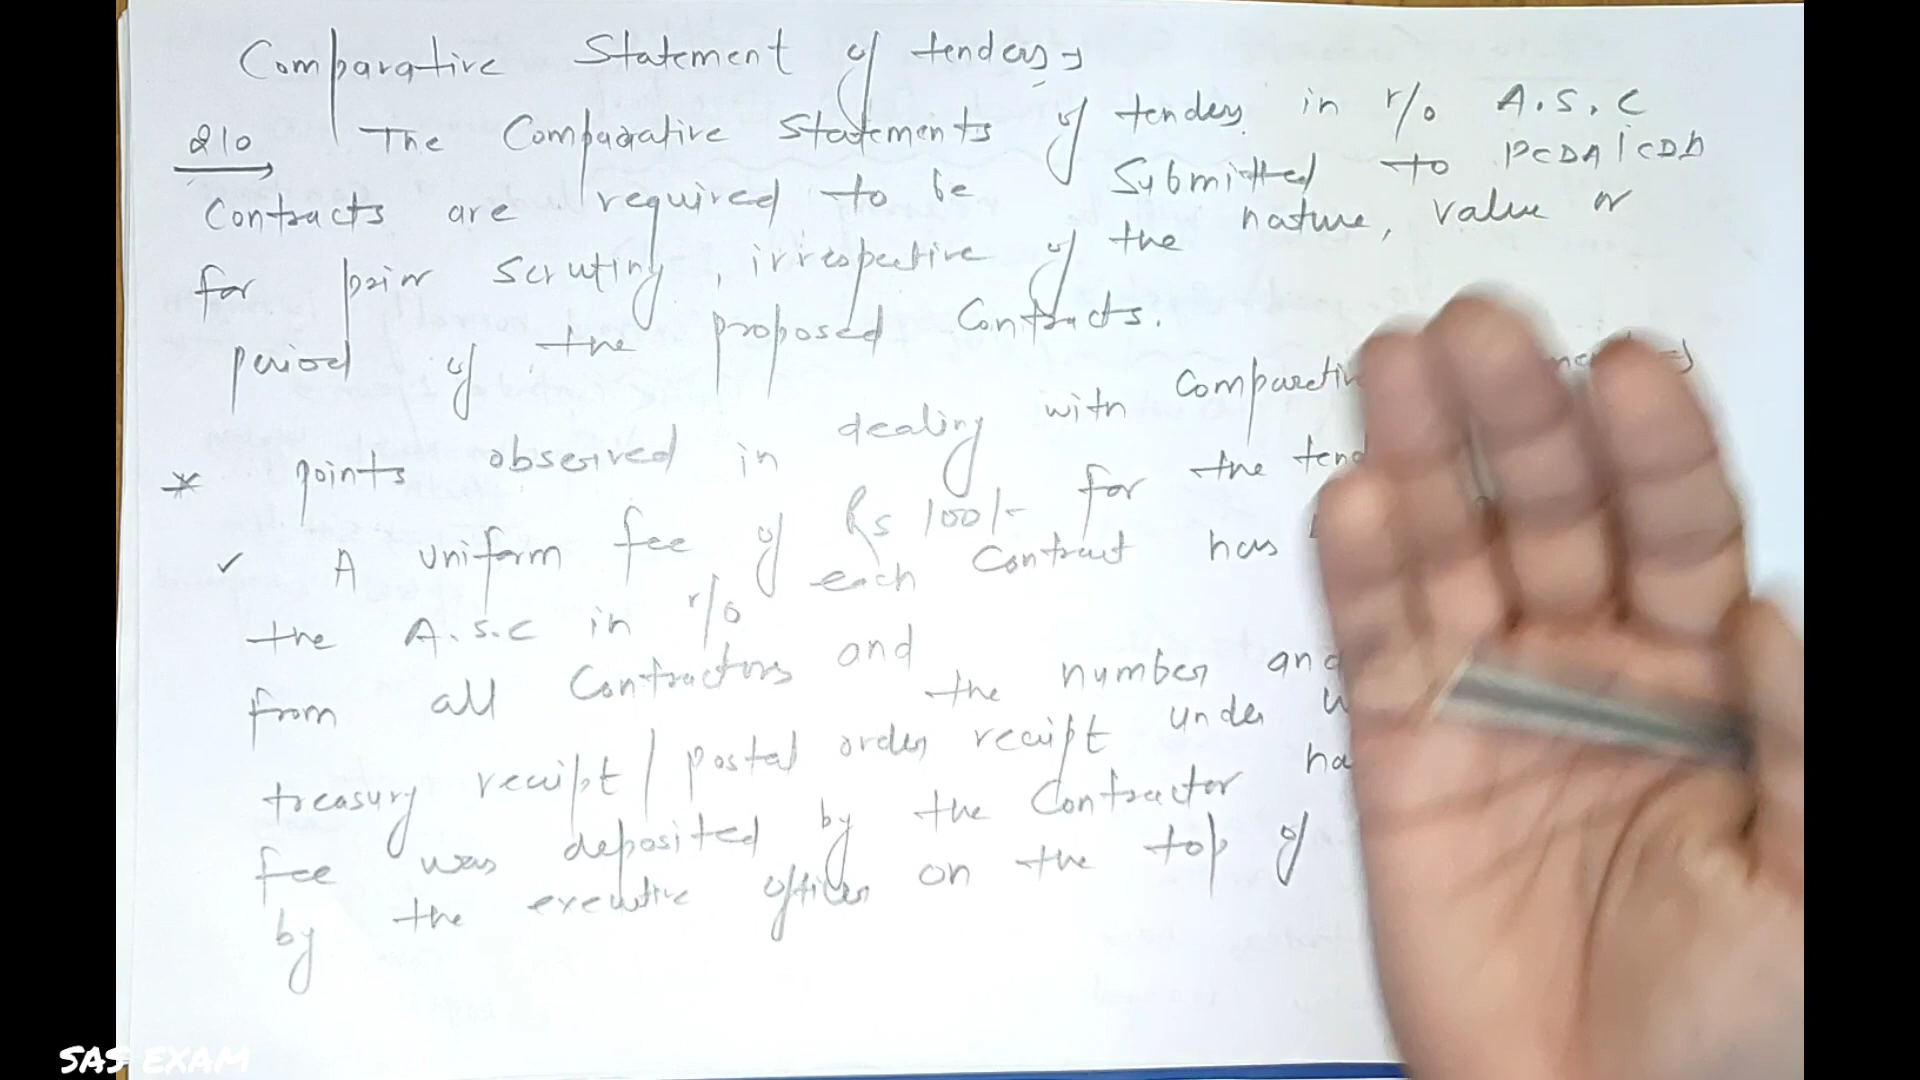 Comparative Statement of tenders→
210 The Comparative Statements of tenders in r/o A.S.C
Contracts are required to be Submitted to PCDA/CDA
for prior scrutiny, irrespective of the nature, value or
period of the proposed Contracts.
* points observed in dealing with Comparative
✓ A uniform fee of Rs 100/- for the
the A.S.C in r/o each Contract has
from all Contractors and the number and
treasury receipt/postal order receipt under
fee was deposited by the Contractor
by the executive officer on the top of
SAS EXAM